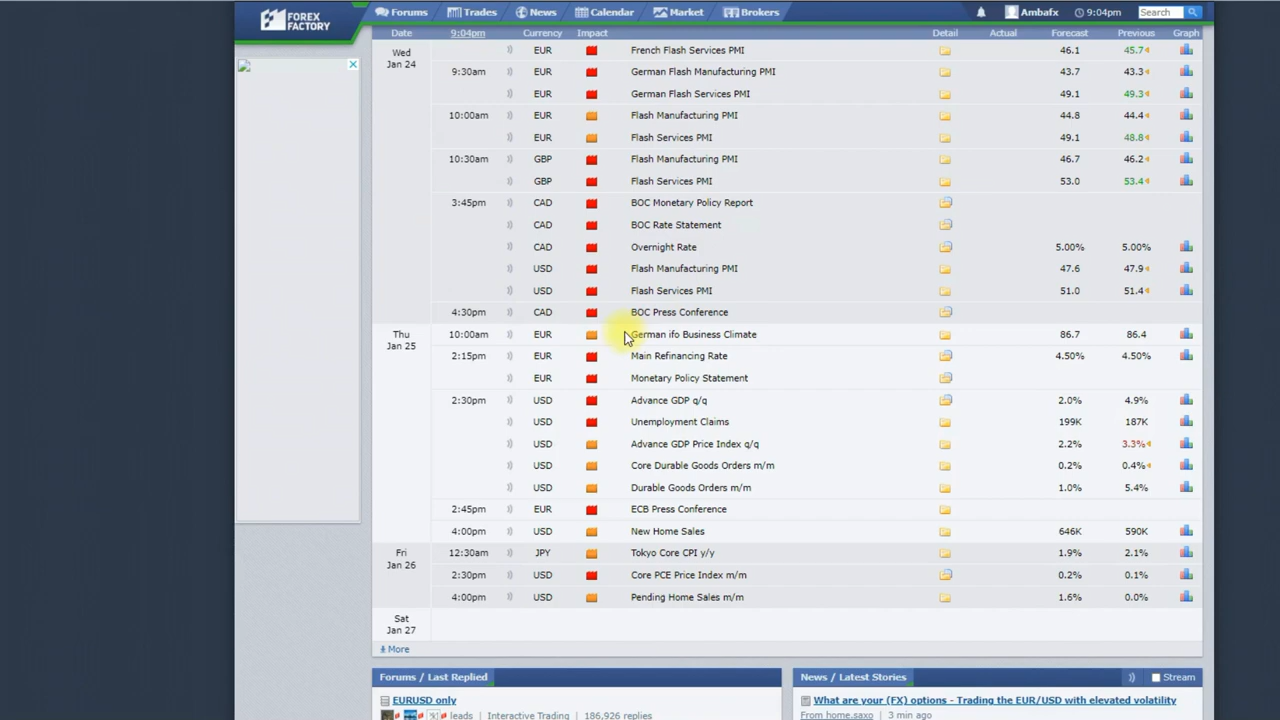 FOREX FACTORY Forums Trades News Calendar Market Brokers Ambafx 9:04pm Search
Date 9:04pm Currency Impact Detail Actual Forecast Previous Graph
Wed Jan 24 EUR French Flash Services PMI 46.1 45.7
9:30am EUR German Flash Manufacturing PMI 43.7 43.3
EUR German Flash Services PMI 49.1 49.3
10:00am EUR Flash Manufacturing PMI 44.8 44.4
EUR Flash Services PMI 49.1 48.8
10:30am GBP Flash Manufacturing PMI 46.7 46.2
GBP Flash Services PMI 53.0 53.4
3:45pm CAD BOC Monetary Policy Report
CAD BOC Rate Statement
CAD Overnight Rate 5.00% 5.00%
USD Flash Manufacturing PMI 47.6 47.9
USD Flash Services PMI 51.0 51.4
4:30pm CAD BOC Press Conference
Thu Jan 25 10:00am EUR German ifo Business Climate 86.7 86.4
2:15pm EUR Main Refinancing Rate 4.50% 4.50%
EUR Monetary Policy Statement
2:30pm USD Advance GDP q/q 2.0% 4.9%
USD Unemployment Claims 199K 187K
USD Advance GDP Price Index q/q 2.2% 3.3%
USD Core Durable Goods Orders m/m 0.2% 0.4%
USD Durable Goods Orders m/m 1.0% 5.4%
2:45pm EUR ECB Press Conference
4:00pm USD New Home Sales 646K 590K
Fri Jan 26 12:30am JPY Tokyo Core CPI y/y 1.9% 2.1%
2:30pm USD Core PCE Price Index m/m 0.2% 0.1%
4:00pm USD Pending Home Sales m/m 1.6% 0.0%
Sat Jan 27
More
Forums / Last Replied News / Latest Stories Stream
EURUSD only What are your (FX) options - Trading the EUR/USD with elevated volatility
leads | Interactive Trading | 186,926 replies From home.saxo | 3 min ago